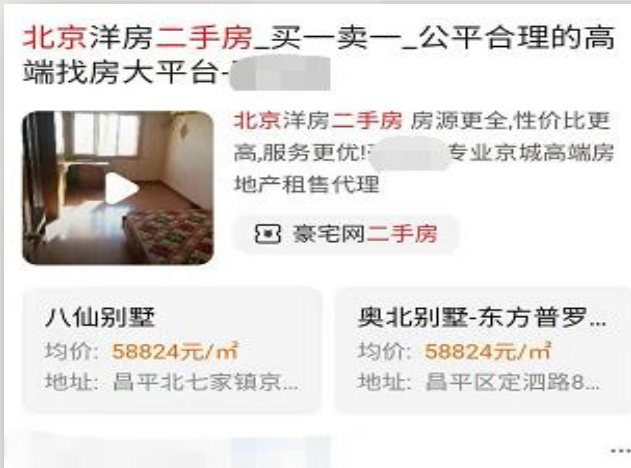 北京洋房二手房_买一卖一_公平合理的高
端找房大平台-
北京洋房二手房 房源更全,性价比更
高,服务更优!专业京城高端房
地产租售代理
豪宅网二手房
八仙别墅
均价: 58824元/㎡
地址: 昌平北七家镇京...
奥北别墅-东方普罗...
均价: 58824元/㎡
地址: 昌平区定泗路8...